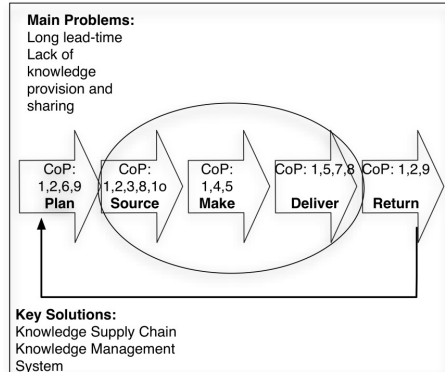 Main Problems:
Long lead-time
Lack of
knowledge
provision and
sharing
CoP:
1,2,6,9
Plan
CoP:
1,2,3,8,1o
Source
CoP:
1,4,5
Make
CoP: 1,5,7,8
Deliver
CoP: 1,2,9
Return
Key Solutions:
Knowledge Supply Chain
Knowledge Management
System